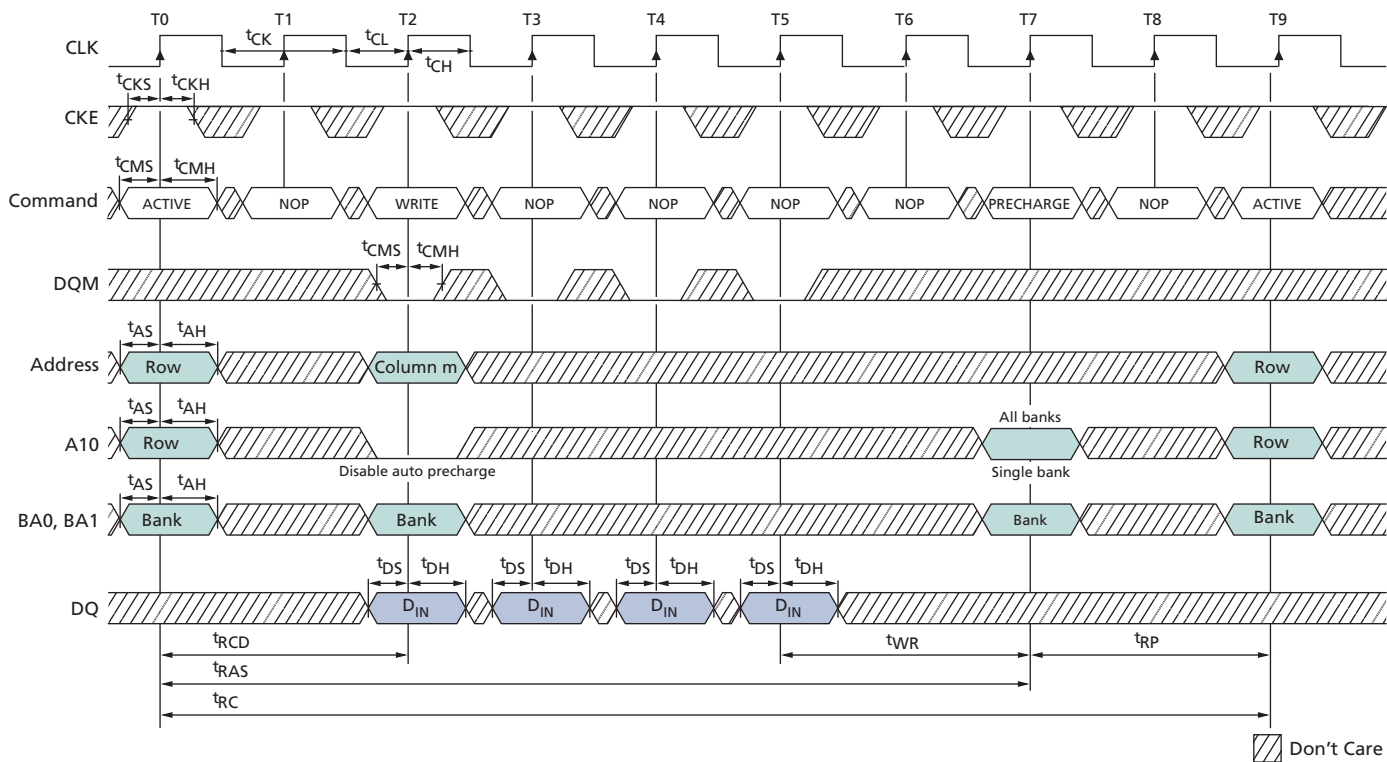 T0 T1 T2 T3 T4 T5 T6 T7 T8 T9
CLK tCK tCL
tCH
tCKS tCKH
CKE
tCMS tCMH
Command ACTIVE NOP WRITE NOP NOP NOP NOP PRECHARGE NOP ACTIVE
tCMS tCMH
DQM
tAS tAH
Address Row Column m Row
tAS tAH All banks
A10 Row Row
Disable auto precharge Single bank
tAS tAH
BA0, BA1 Bank Bank Bank Bank
tDS tDH tDS tDH tDS tDH tDS tDH
DQ DIN DIN DIN DIN
tRCD tWR tRP
tRAS
tRC
Don't Care